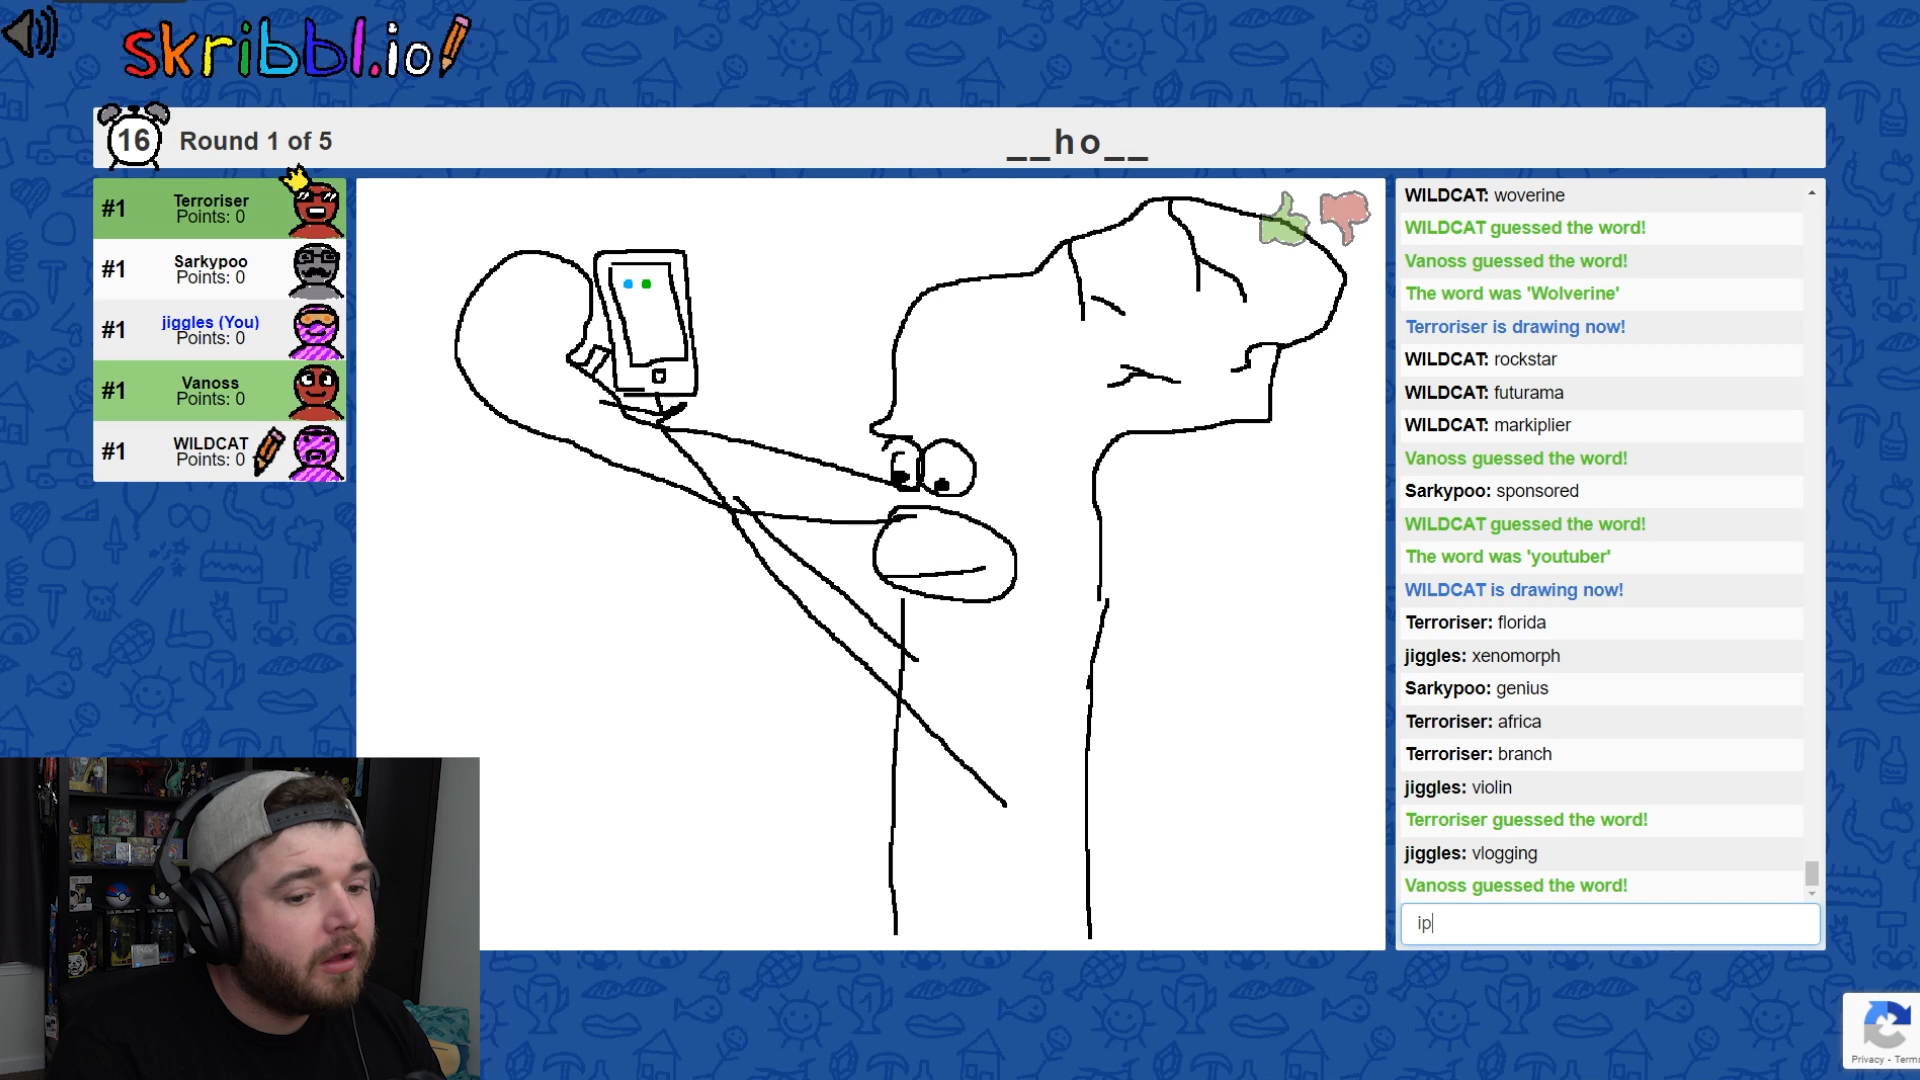 skribbl.io
16
Round 1 of 5
__ho__
#1 Terroriser
Points: 0
#1 Sarkypoo
Points: 0
#1 jiggles (You)
Points: 0
#1 Vanoss
Points: 0
#1 WILDCAT
Points: 0
WILDCAT: woverine
WILDCAT guessed the word!
Vanoss guessed the word!
The word was 'Wolverine'
Terroriser is drawing now!
WILDCAT: rockstar
WILDCAT: futurama
WILDCAT: markiplier
Vanoss guessed the word!
Sarkypoo: sponsored
WILDCAT guessed the word!
The word was 'youtuber'
WILDCAT is drawing now!
Terroriser: florida
jiggles: xenomorph
Sarkypoo: genius
Terroriser: africa
Terroriser: branch
jiggles: violin
Terroriser guessed the word!
jiggles: vlogging
Vanoss guessed the word!
ip
Privacy - Terms